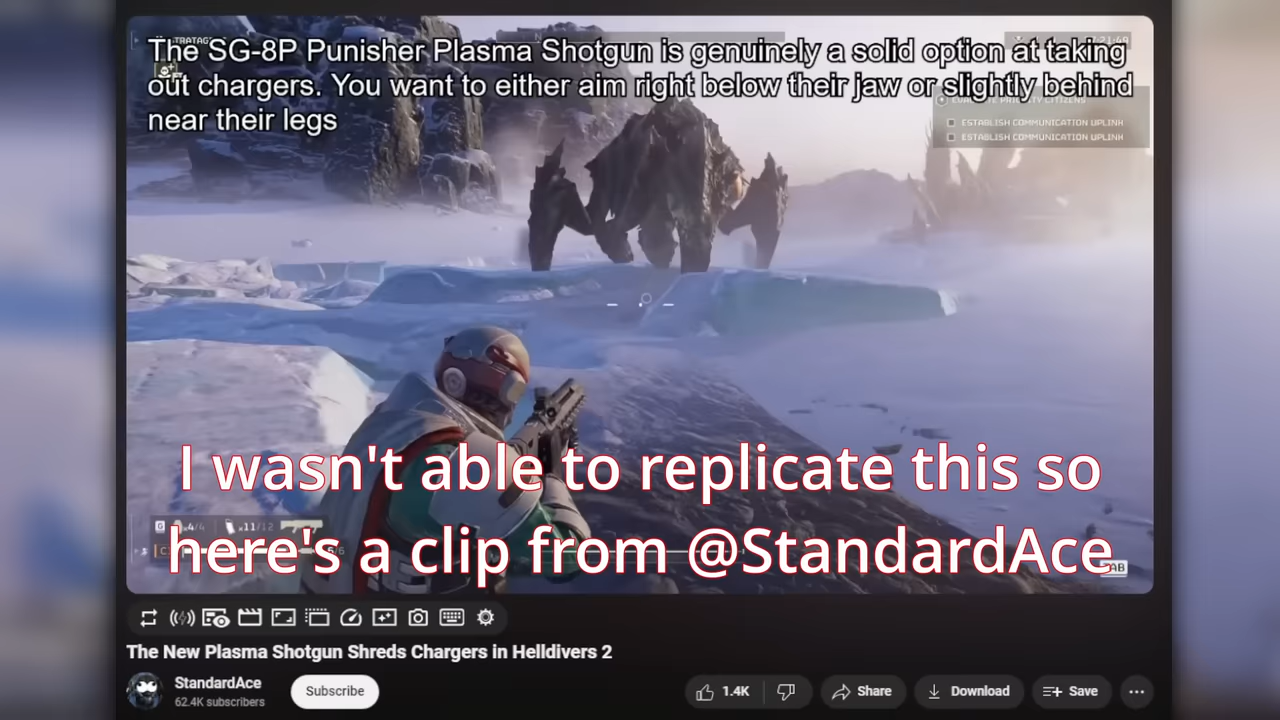 The SG-8P Punisher Plasma Shotgun is genuinely a solid option at taking
out chargers. You want to either aim right below their jaw or slightly behind
near their legs
ESTABLISH COMMUNICATION UPLINK
ESTABLISH COMMUNICATION UPLINK
I wasn't able to replicate this so
here's a clip from @StandardAce
The New Plasma Shotgun Shreds Chargers in Helldivers 2
StandardAce
62.4K subscribers
Subscribe
1.4K
Share
Download
Save